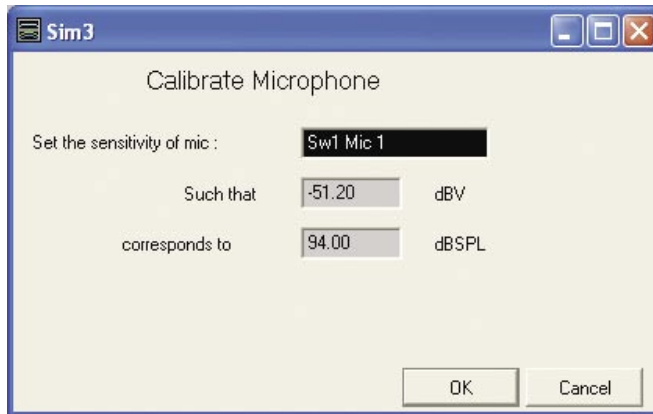 Sim3
Calibrate Microphone
Set the sensitivity of mic : Sw1 Mic 1
Such that -51.20 dBV
corresponds to 94.00 dBSPL
OK Cancel